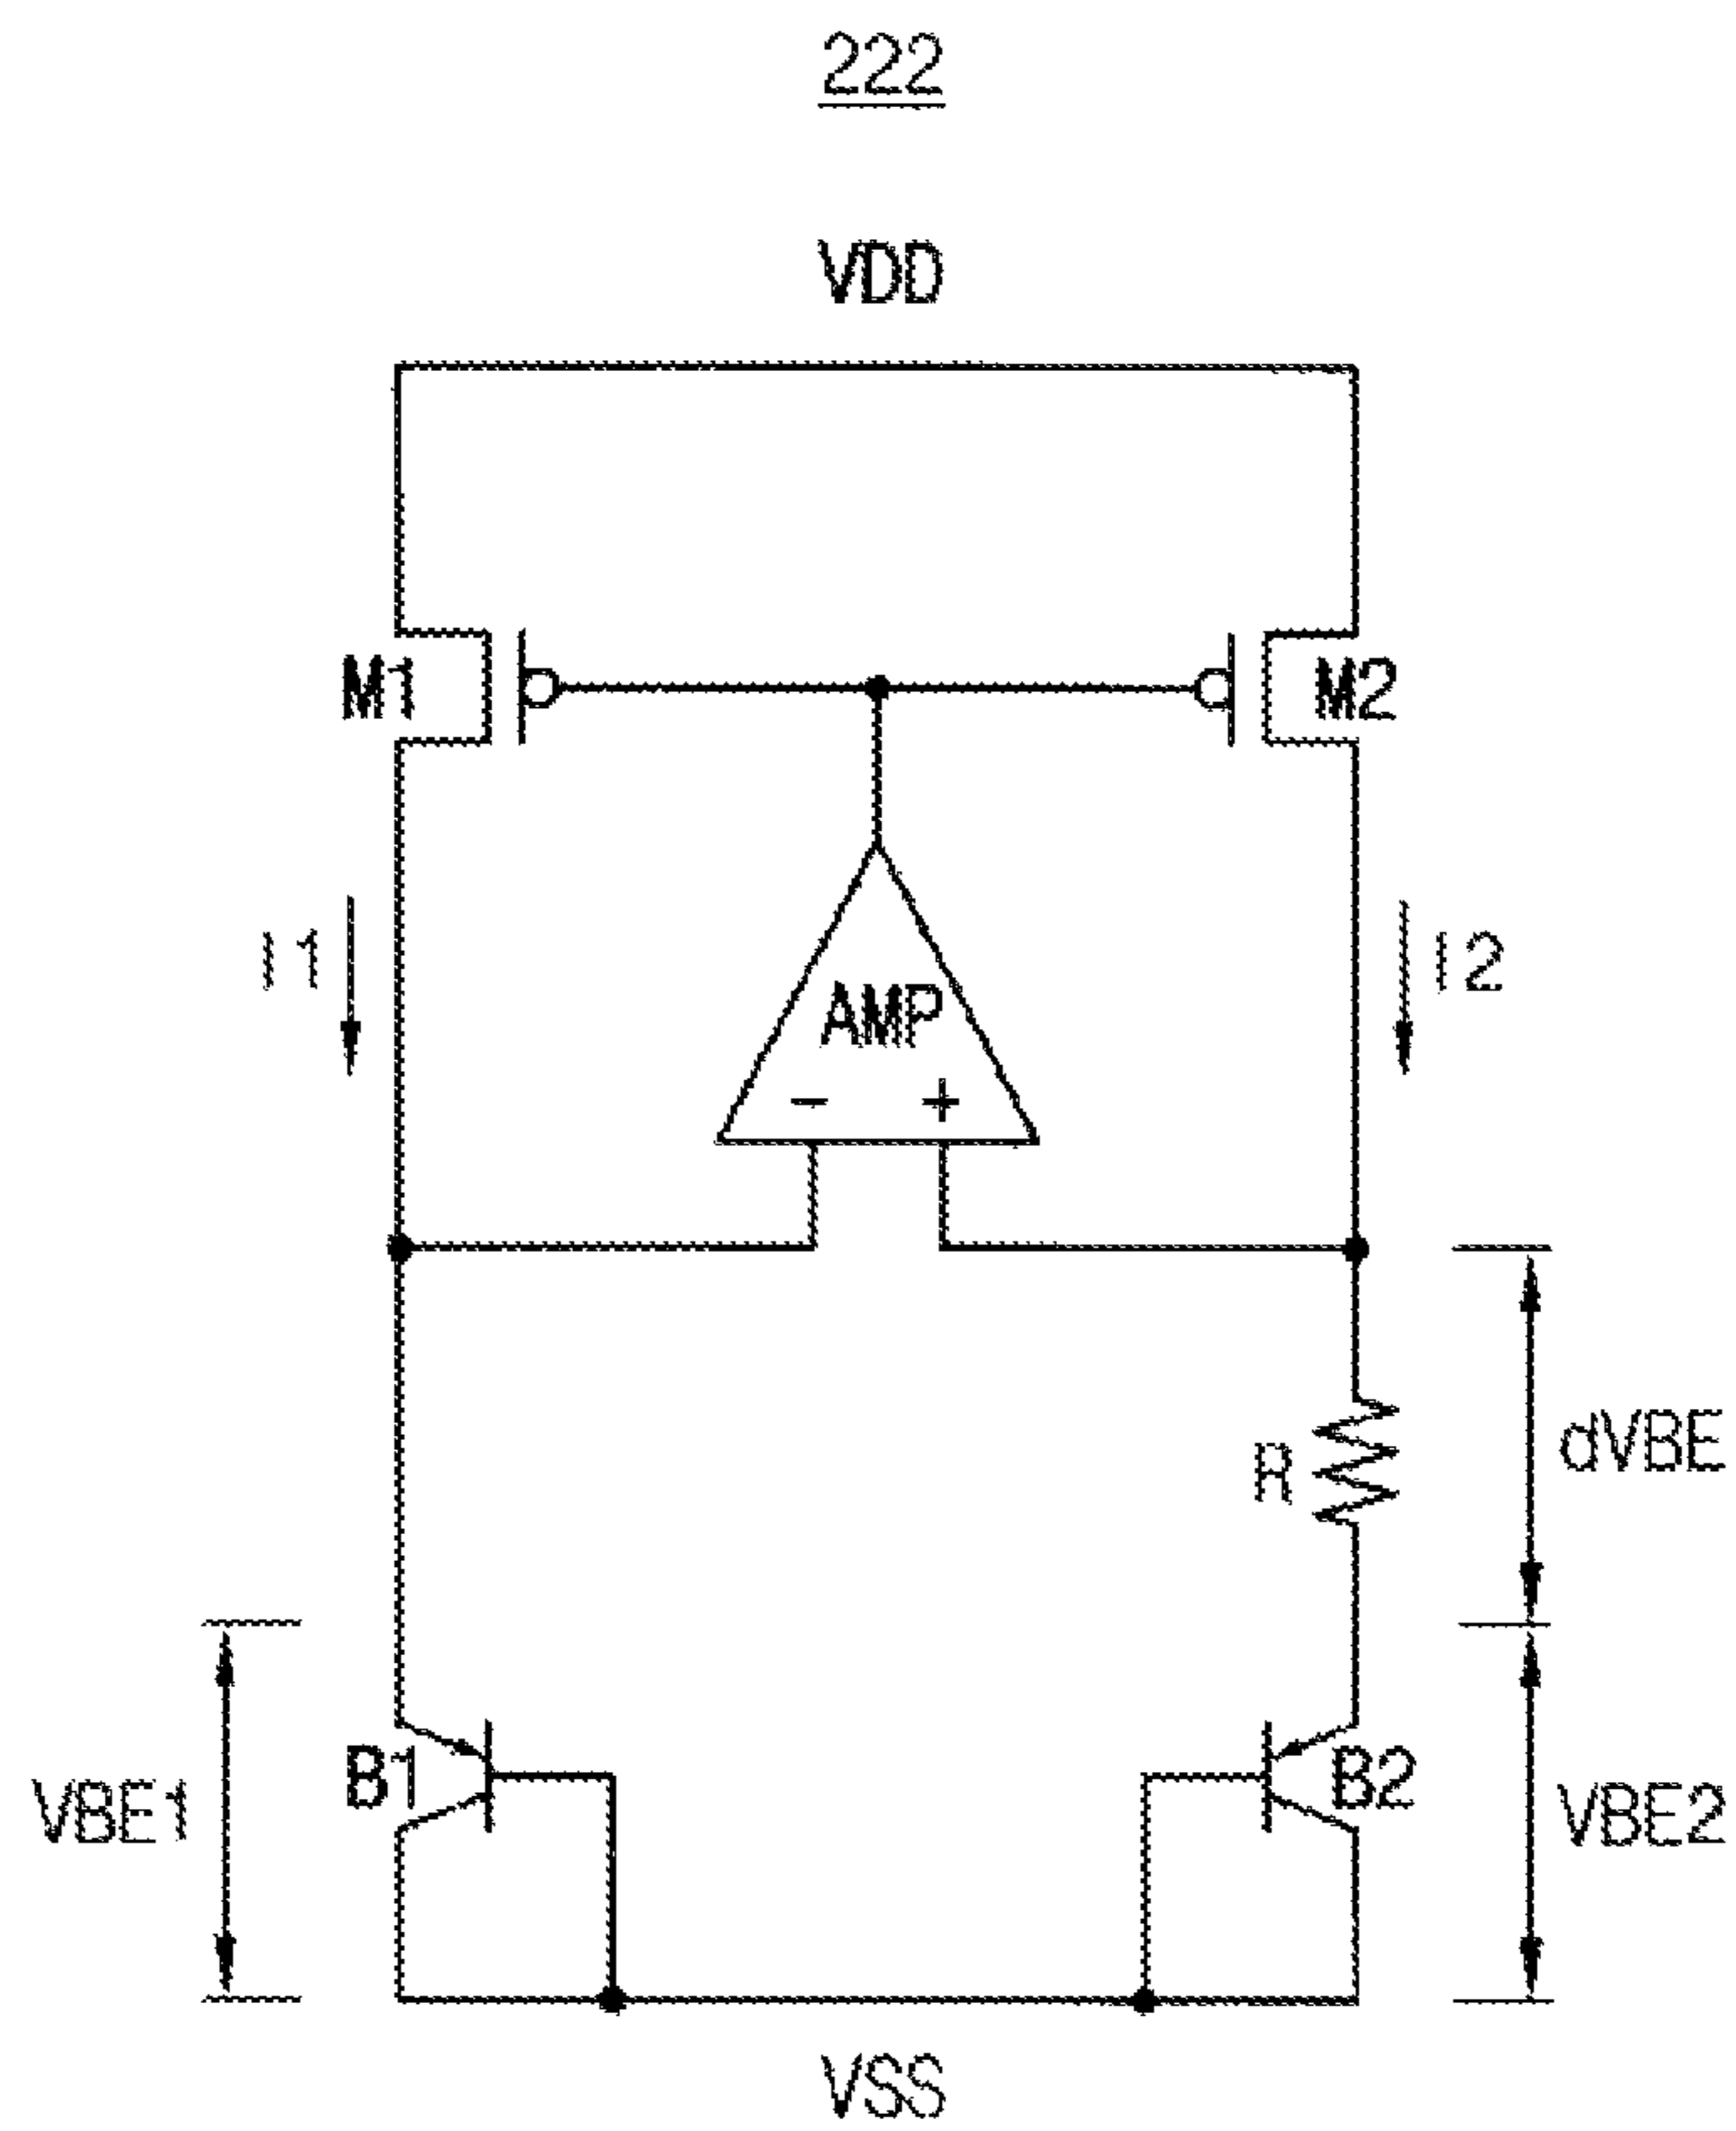 222
VDD
M1
M2
I1
I2
AMP
- +
R
dVBE
B1
B2
VBE1
VBE2
VSS